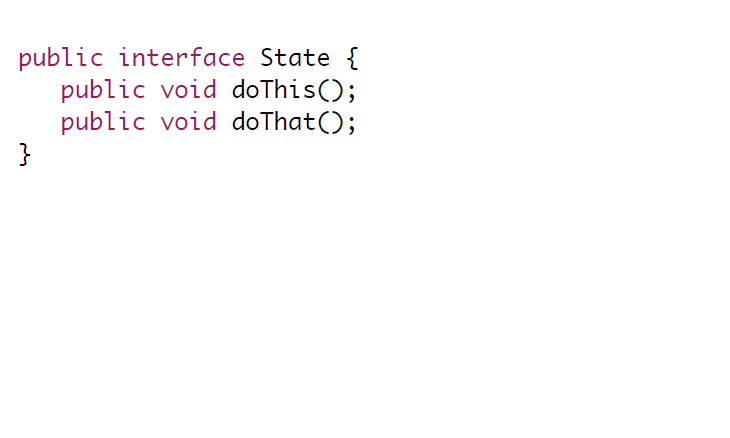 public interface State {
   public void doThis();
   public void doThat();
}